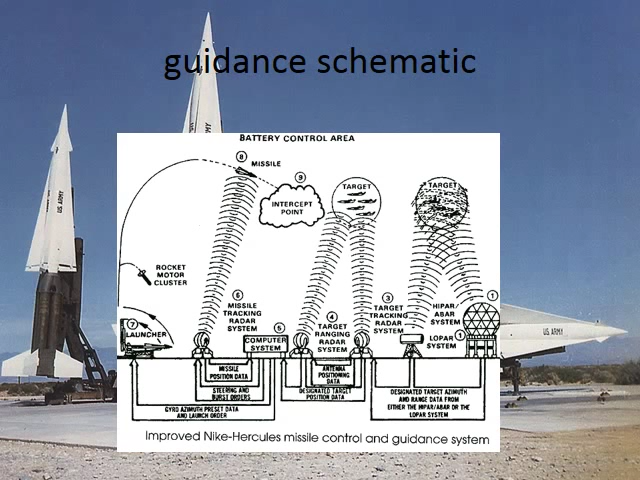 guidance schematic
BATTERY CONTROL AREA
8
MISSILE
9
INTERCEPT
POINT
TARGET
TARGET
ROCKET
MOTOR
CLUSTER
6
MISSILE
TRACKING
RADAR
SYSTEM
4
TARGET
RANGING
RADAR
SYSTEM
3
TARGET
TRACKING
RADAR
SYSTEM
HIPAR/
ABAR
SYSTEM
1
LOPAR
SYSTEM
1
7
LAUNCHER
5
COMPUTER
SYSTEM
MISSILE
POSITION DATA
STEERING AND
BURST ORDERS
GYRO AZIMUTH PRESET DATA
AND LAUNCH ORDER
ANTENNA
POSITIONING
DATA
DESIGNATED TARGET
POSITION DATA
DESIGNATED TARGET AZIMUTH
AND RANGE DATA FROM
EITHER THE HIPAR/ABAR OR THE
LOPAR SYSTEM
Improved Nike-Hercules missile control and guidance system
US ARMY
US ARMY